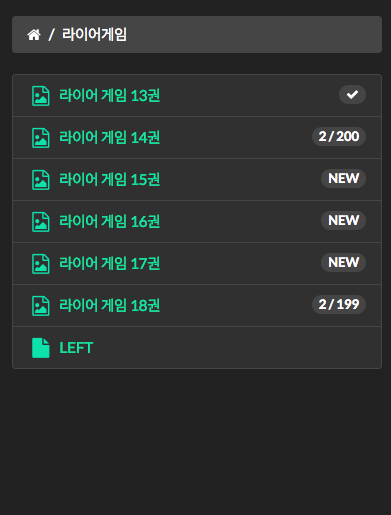 / 라이어게임
라이어 게임 13권
라이어 게임 14권 2 / 200
라이어 게임 15권 NEW
라이어 게임 16권 NEW
라이어 게임 17권 NEW
라이어 게임 18권 2 / 199
LEFT